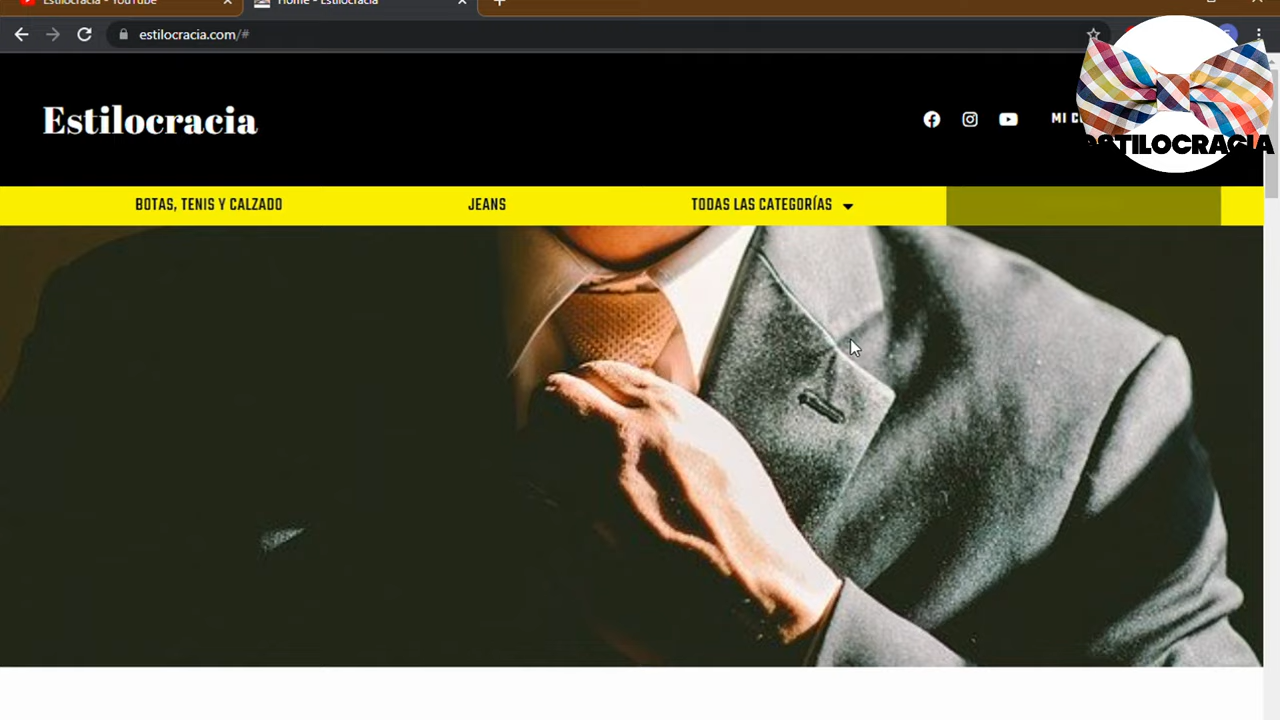 Estilocracia - YouTube
Home - Estilocracia
estilocracia.com/#
Estilocracia
MI
ESTILOCRACIA
BOTAS, TENIS Y CALZADO
JEANS
TODAS LAS CATEGORÍAS